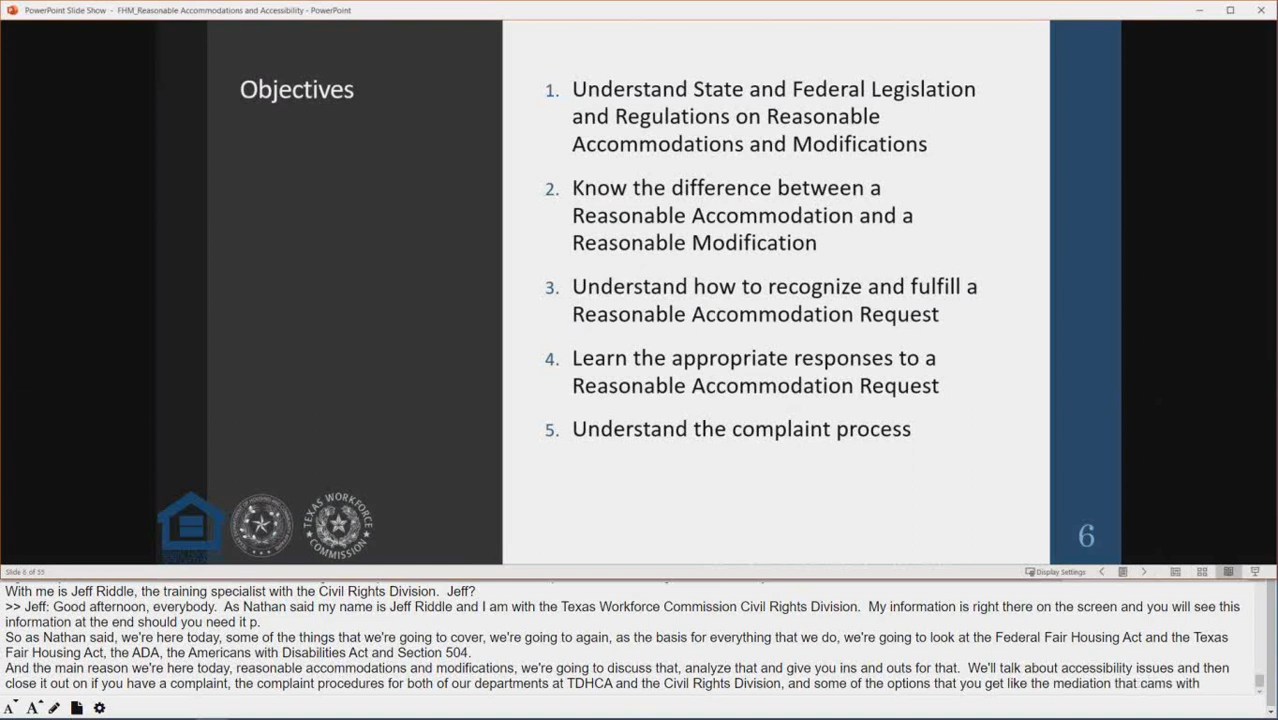 PowerPoint Slide Show - FHM_Reasonable Accommodations and Accessibility - PowerPoint
Objectives
1. Understand State and Federal Legislation
and Regulations on Reasonable
Accommodations and Modifications
2. Know the difference between a
Reasonable Accommodation and a
Reasonable Modification
3. Understand how to recognize and fulfill a
Reasonable Accommodation Request
4. Learn the appropriate responses to a
Reasonable Accommodation Request
5. Understand the complaint process
TEXAS WORKFORCE
COMMISSION
6
Slide 6 of 55
Display Settings
With me is Jeff Riddle, the training specialist with the Civil Rights Division. Jeff?
>> Jeff: Good afternoon, everybody. As Nathan said my name is Jeff Riddle and I am with the Texas Workforce Commission Civil Rights Division. My information is right there on the screen and you will see this
information at the end should you need it p.
So as Nathan said, we're here today, some of the things that we're going to cover, we're going to again, as the basis for everything that we do, we're going to look at the Federal Fair Housing Act and the Texas
Fair Housing Act, the ADA, the Americans with Disabilities Act and Section 504.
And the main reason we're here today, reasonable accommodations and modifications, we're going to discuss that, analyze that and give you ins and outs for that. We'll talk about accessibility issues and then
close it out on if you have a complaint, the complaint procedures for both of our departments at TDHCA and the Civil Rights Division, and some of the options that you get like the mediation that cams with
A A